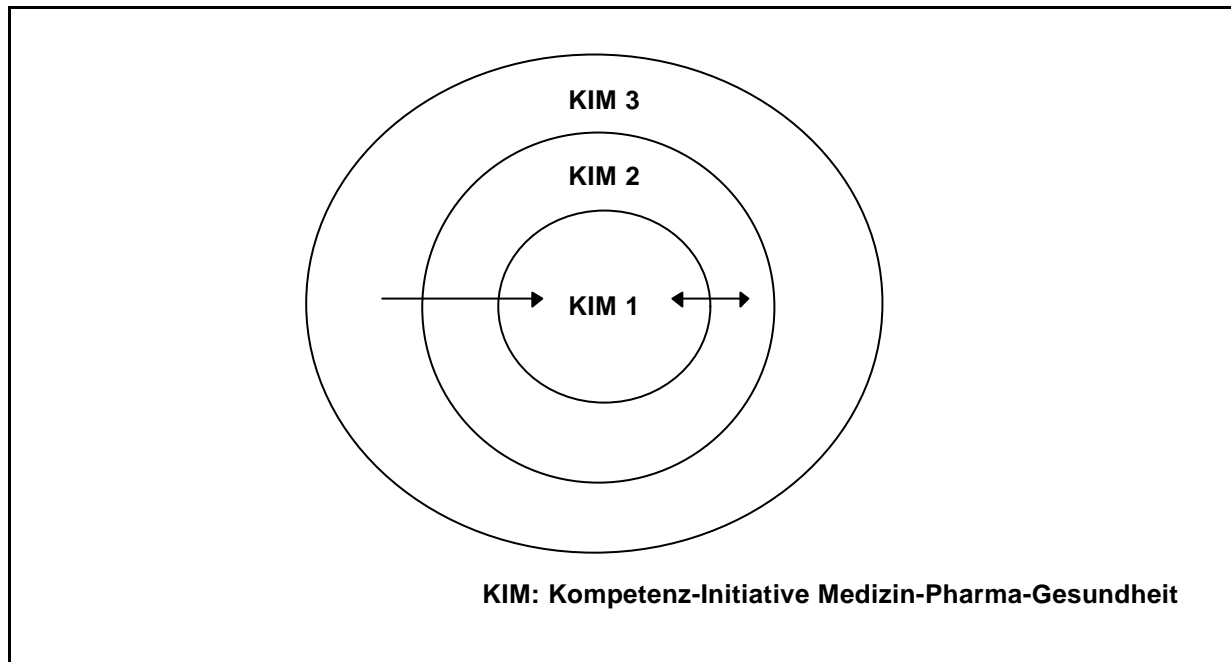 KIM 3
KIM 2
KIM 1
KIM: Kompetenz-Initiative Medizin-Pharma-Gesundheit